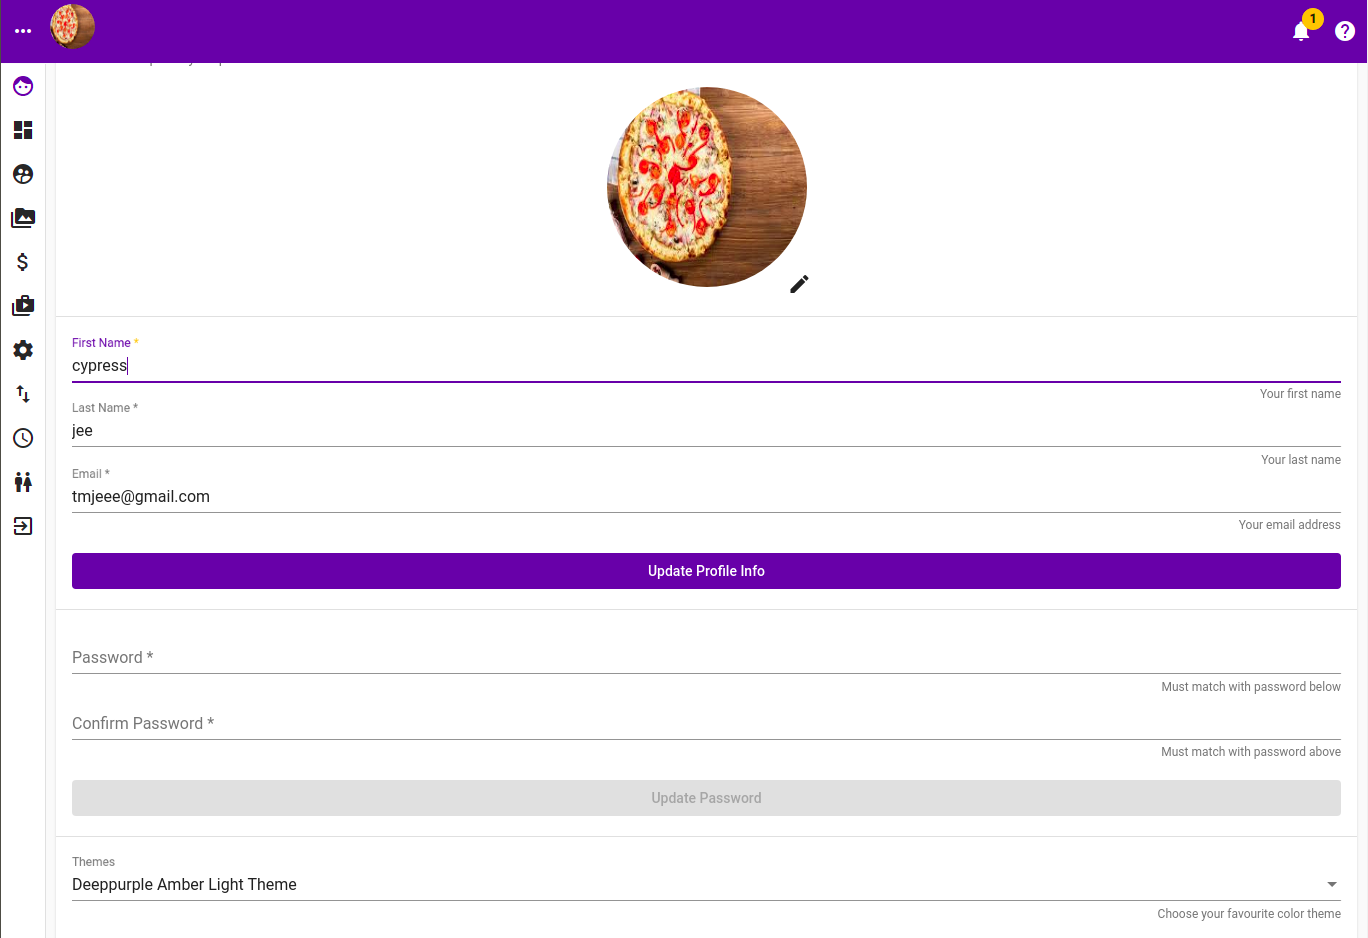 1
First Name *
cypress
Your first name
Last Name *
jee
Your last name
Email *
tmjeee@gmail.com
Your email address
Update Profile Info
Password *
Must match with password below
Confirm Password *
Must match with password above
Update Password
Themes
Deeppurple Amber Light Theme
Choose your favourite color theme